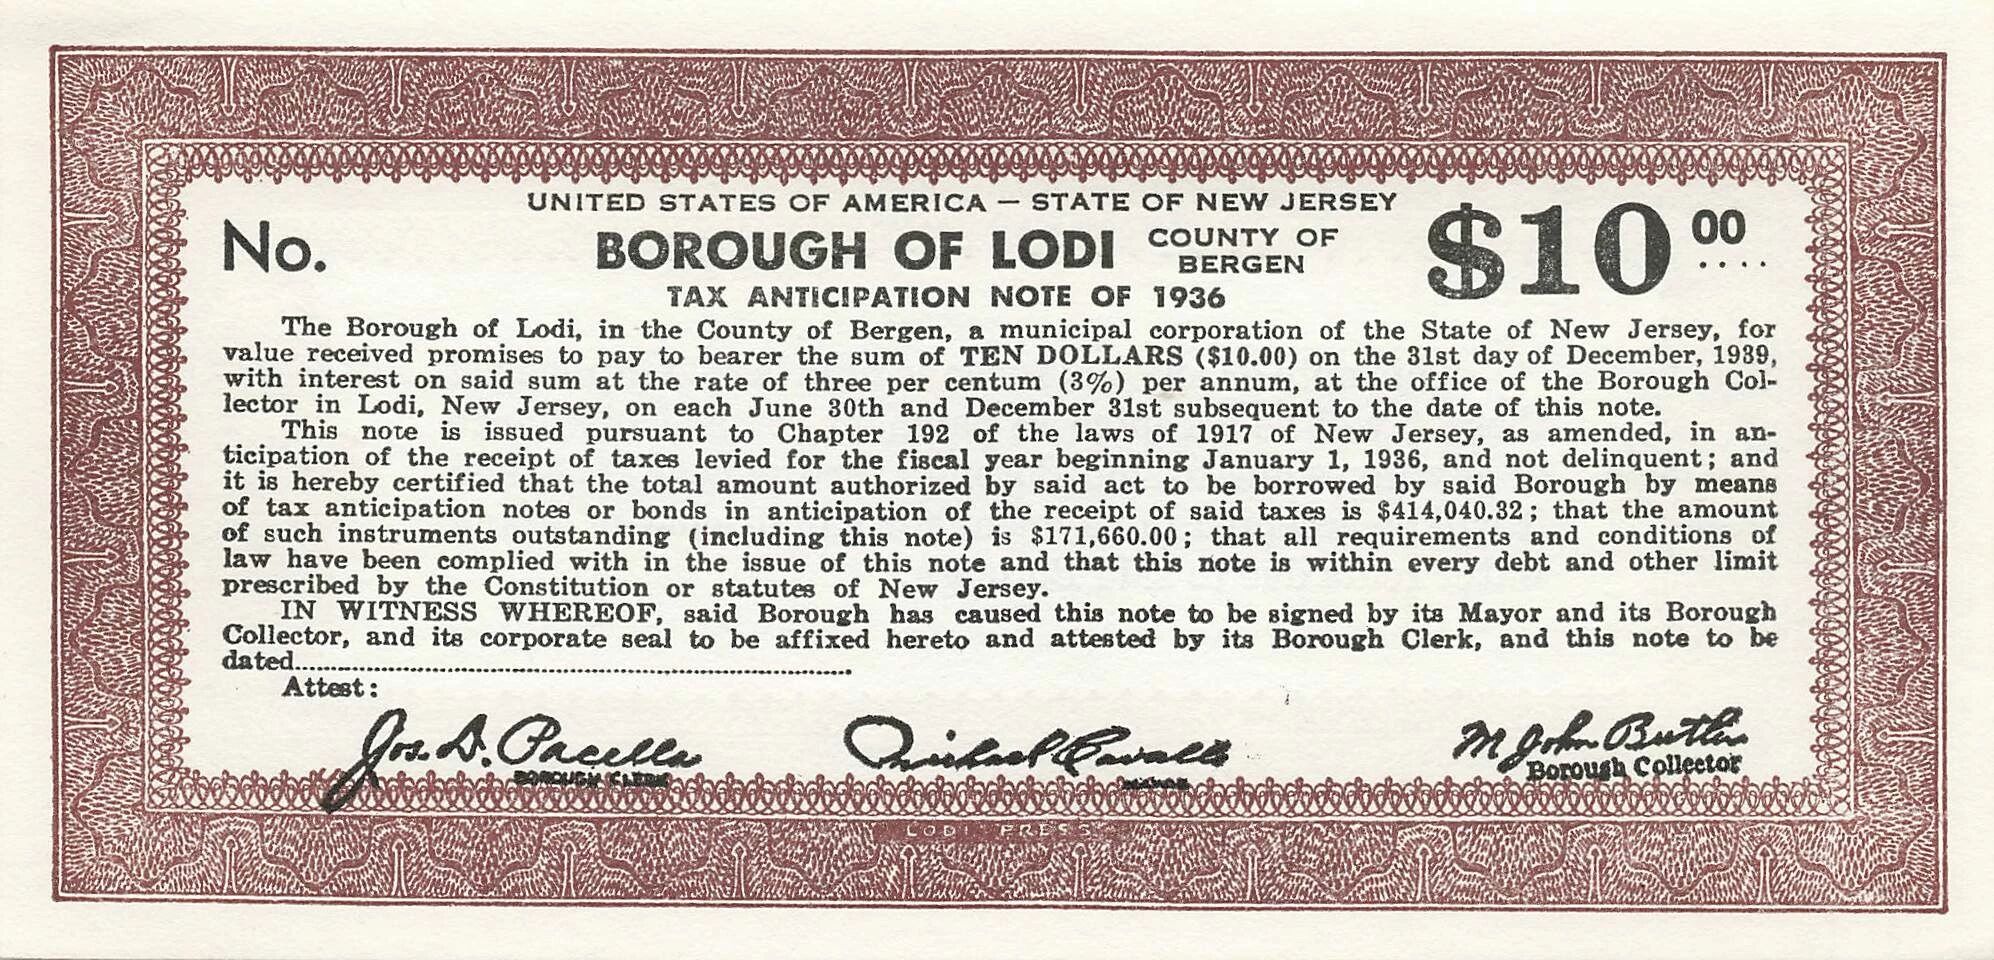 UNITED STATES OF AMERICA — STATE OF NEW JERSEY
No. BOROUGH OF LODI COUNTY OF BERGEN $10 00
TAX ANTICIPATION NOTE OF 1936
The Borough of Lodi, in the County of Bergen, a municipal corporation of the State of New Jersey, for
value received promises to pay to bearer the sum of TEN DOLLARS ($10.00) on the 31st day of December, 1939,
with interest on said sum at the rate of three per centum (3%) per annum, at the office of the Borough Col-
lector in Lodi, New Jersey, on each June 30th and December 31st subsequent to the date of this note.
This note is issued pursuant to Chapter 192 of the laws of 1917 of New Jersey, as amended, in an-
ticipation of the receipt of taxes levied for the fiscal year beginning January 1, 1936, and not delinquent; and
it is hereby certified that the total amount authorized by said act to be borrowed by said Borough by means
of tax anticipation notes or bonds in anticipation of the receipt of said taxes is $414,040.32; that the amount
of such instruments outstanding (including this note) is $171,660.00; that all requirements and conditions of
law have been complied with in the issue of this note and that this note is within every debt and other limit
prescribed by the Constitution or statutes of New Jersey.
IN WITNESS WHEREOF, said Borough has caused this note to be signed by its Mayor and its Borough
Collector, and its corporate seal to be affixed hereto and attested by its Borough Clerk, and this note to be
dated
Attest:
Jos. D. Pacella Michael Cavallo M John Butler
BOROUGH CLERK MAYOR Borough Collector
LODI PRESS